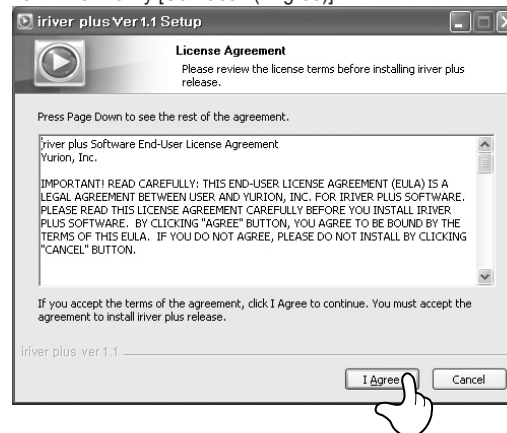 iriver plus Ver 1.1 Setup
License Agreement
Please review the license terms before installing iriver plus
release.
Press Page Down to see the rest of the agreement.
iriver plus Software End-User License Agreement
Yurion, Inc.
IMPORTANT! READ CAREFULLY: THIS END-USER LICENSE AGREEMENT (EULA) IS A
LEGAL AGREEMENT BETWEEN USER AND YURION, INC. FOR IRIVER PLUS SOFTWARE.
PLEASE READ THIS LICENSE AGREEMENT CAREFULLY BEFORE YOU INSTALL IRIVER
PLUS SOFTWARE. BY CLICKING "AGREE" BUTTON, YOU AGREE TO BE BOUND BY THE
TERMS OF THIS EULA. IF YOU DO NOT AGREE, PLEASE DO NOT INSTALL BY CLICKING
"CANCEL" BUTTON.
If you accept the terms of the agreement, click I Agree to continue. You must accept the
agreement to install iriver plus release.
iriver plus ver 1.1
I Agree
Cancel